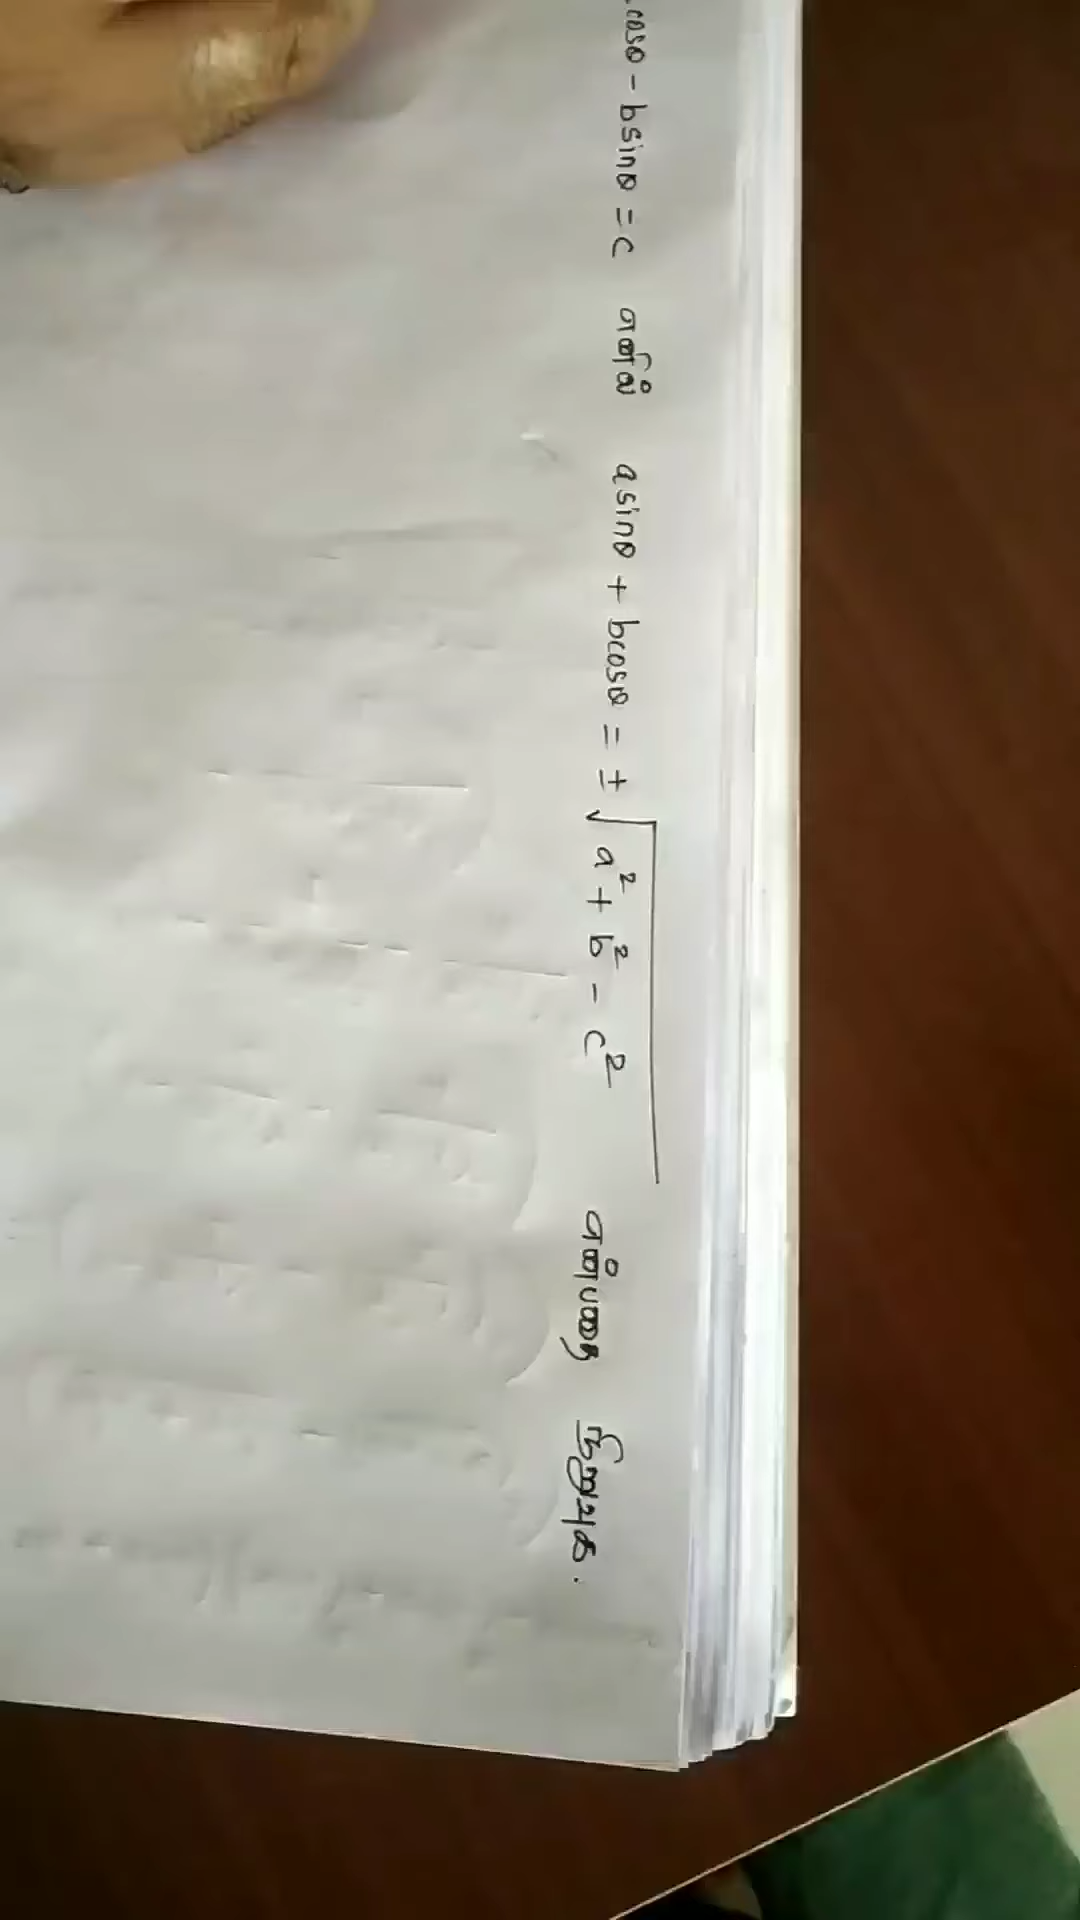 cosθ - bsinθ = c எனில் asinθ + bcosθ = ± √a² + b² - c² என்பதை நிறுவுக.